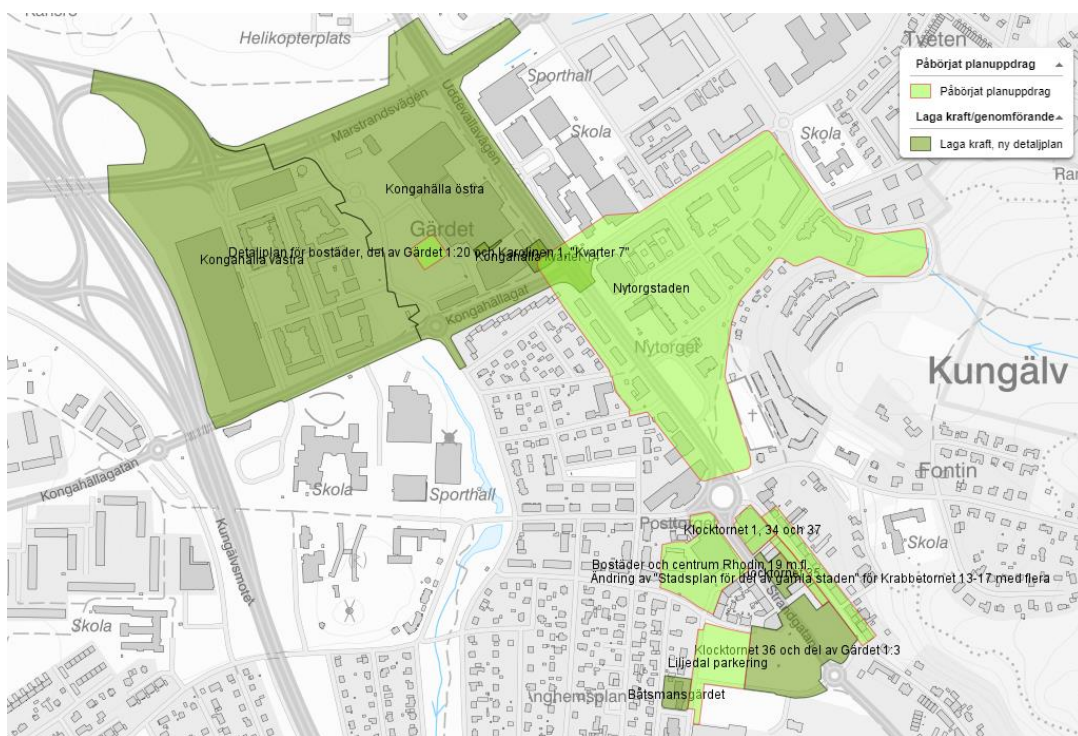 Helikopterplats
Tveten
Sporthall
Skola
Skola
Uddevallavägen
Marstrandsvägen
Påbörjat planuppdrag
Påbörjat planuppdrag
Laga kraft/genomförande
Laga kraft, ny detaljplan
Kongahälla östra
Gärdet
Detaljplan för bostäder, del av Gärdet 1:20 och Karolinen 1, "Kvarter 7"
Kongahälla västra
Nytorgstaden
Kongahällagat
Nytorget
Kungälv
Skola
Sporthall
Kongahällagatan
Kungälvsmotet
Fontin
Skola
Posttorget
Klocktornet 1, 34 och 37
Bostäder och centrum Rhodin 19 m fl.
Ändring av "Stadsplan för del av gamla staden" för Krabbetornet 13-17 med flera
Strandgatan
Skola
Klocktornet 36 och del av Gärdet 1:3
Liljedal parkering
Båtsmansgärdet
Inghemsplan